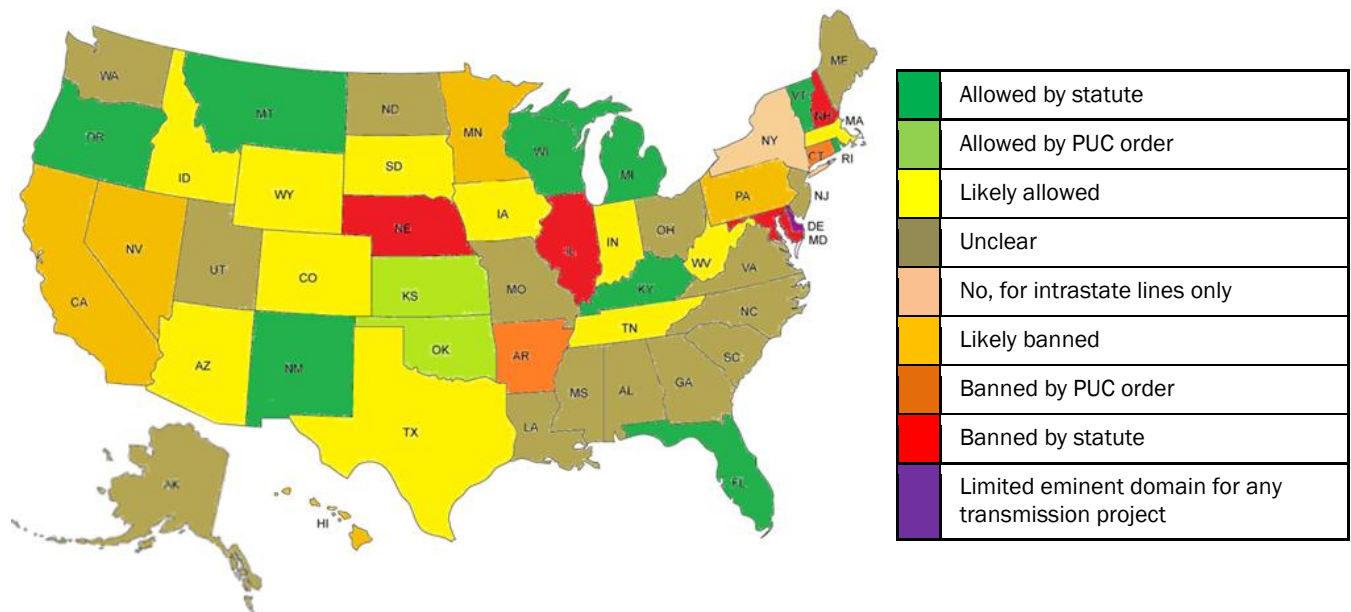 ME
WA
VT
MT
ND
NH
MA
OR
MN
NY
CT
RI
WI
SD
MI
ID
WY
PA
NJ
IA
NE
OH
DE
IL
IN
MD
NV
UT
WV
CO
VA
CA
MO
KY
KS
NC
TN
OK
AZ
NM
AR
SC
MS
AL
GA
TX
LA
AK
FL
HI
Allowed by statute
Allowed by PUC order
Likely allowed
Unclear
No, for intrastate lines only
Likely banned
Banned by PUC order
Banned by statute
Limited eminent domain for any
transmission project